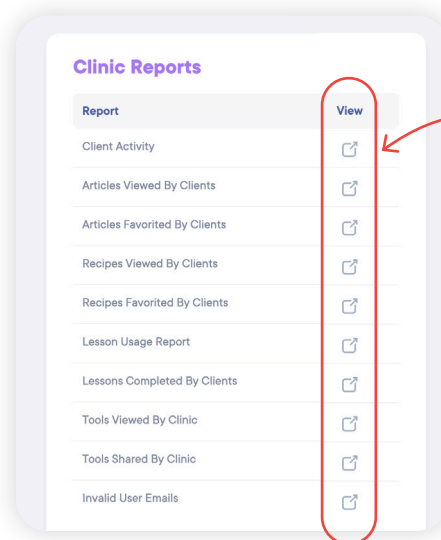 Clinic Reports
Report View
Client Activity
Articles Viewed By Clients
Articles Favorited By Clients
Recipes Viewed By Clients
Recipes Favorited By Clients
Lesson Usage Report
Lessons Completed By Clients
Tools Viewed By Clinic
Tools Shared By Clinic
Invalid User Emails